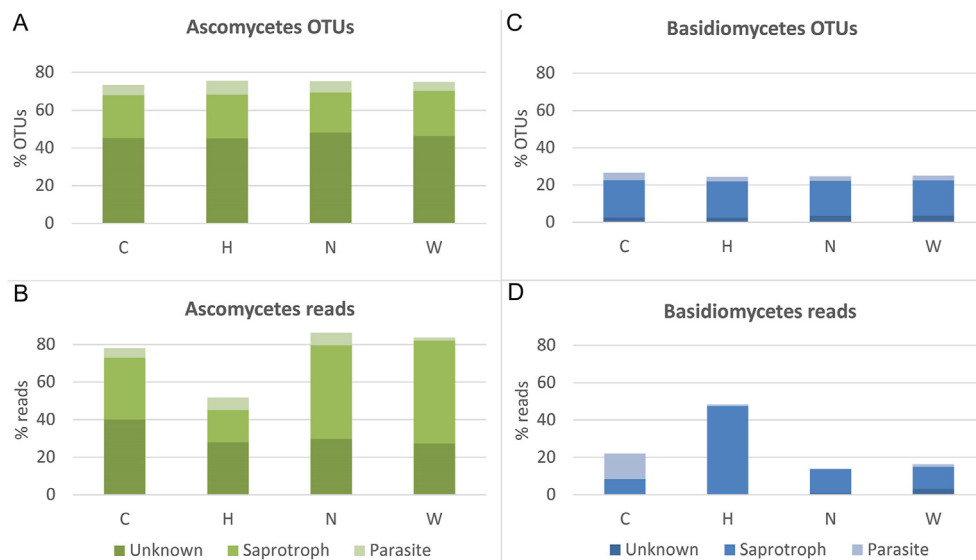 A
Ascomycetes OTUs
80
60
40
20
0
% OTUs
C H N W
C
Basidiomycetes OTUs
80
60
40
20
0
% OTUs
C H N W
B
Ascomycetes reads
80
60
40
20
0
% reads
C H N W
Unknown Saprotroph Parasite
D
Basidiomycetes reads
80
60
40
20
0
% reads
C H N W
Unknown Saprotroph Parasite